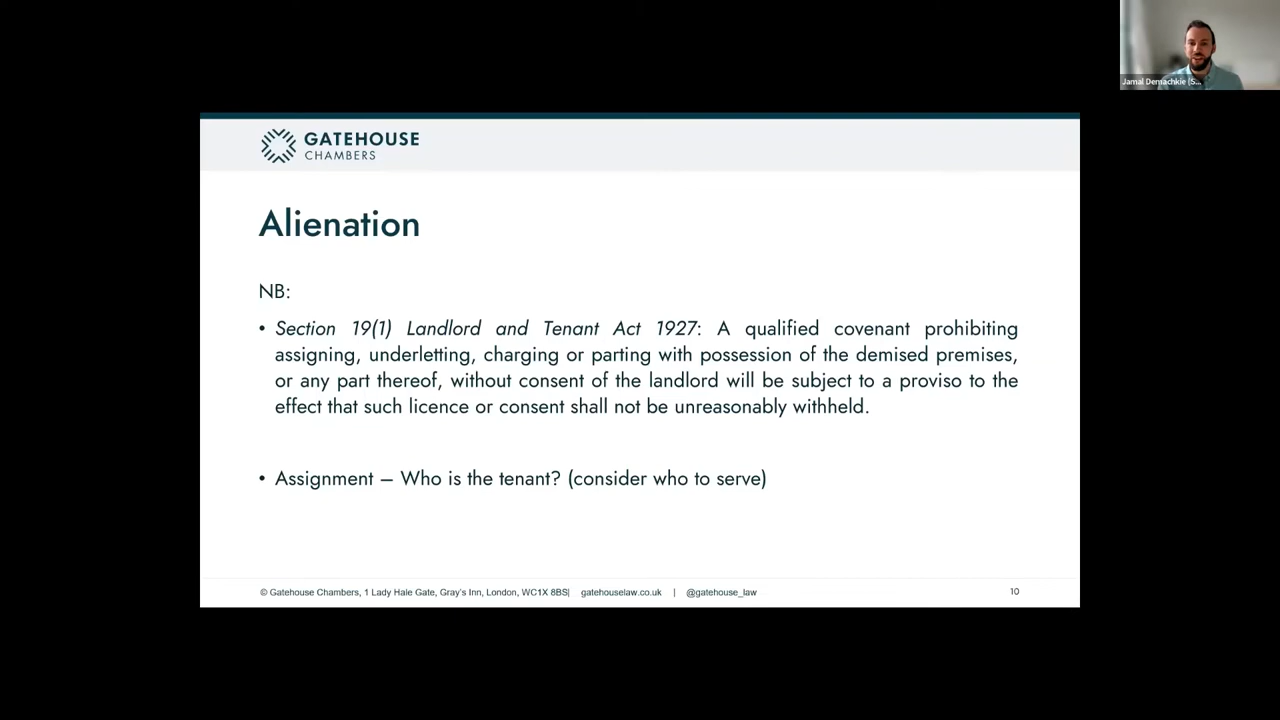 Jamal Demachkie (S...
GATEHOUSE
CHAMBERS
Alienation
NB:
• Section 19(1) Landlord and Tenant Act 1927: A qualified covenant prohibiting
assigning, underletting, charging or parting with possession of the demised premises,
or any part thereof, without consent of the landlord will be subject to a proviso to the
effect that such licence or consent shall not be unreasonably withheld.
• Assignment – Who is the tenant? (consider who to serve)
© Gatehouse Chambers, 1 Lady Hale Gate, Gray's Inn, London, WC1X 8BS| gatehouselaw.co.uk | @gatehouse_law
10